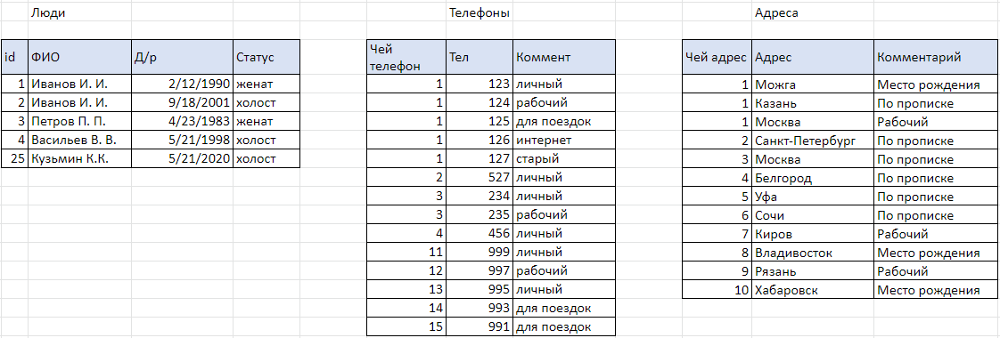 Люди Телефоны Адреса
id ФИО Д/р Статус Чей телефон Тел Коммент Чей адрес Адрес Комментарий
1 Иванов И. И. 2/12/1990 женат 1 123 личный 1 Можга Место рождения
2 Иванов И. И. 9/18/2001 холост 1 124 рабочий 1 Казань По прописке
3 Петров П. П. 4/23/1983 женат 1 125 для поездок 1 Москва Рабочий
4 Васильев В. В. 5/21/1998 холост 1 126 интернет 2 Санкт-Петербург По прописке
25 Кузьмин К.К. 5/21/2020 холост 1 127 старый 3 Москва По прописке
2 527 личный 4 Белгород По прописке
3 234 личный 5 Уфа По прописке
3 235 рабочий 6 Сочи По прописке
4 456 личный 7 Киров Рабочий
11 999 личный 8 Владивосток Место рождения
12 997 рабочий 9 Рязань Рабочий
13 995 личный 10 Хабаровск Место рождения
14 993 для поездок
15 991 для поездок